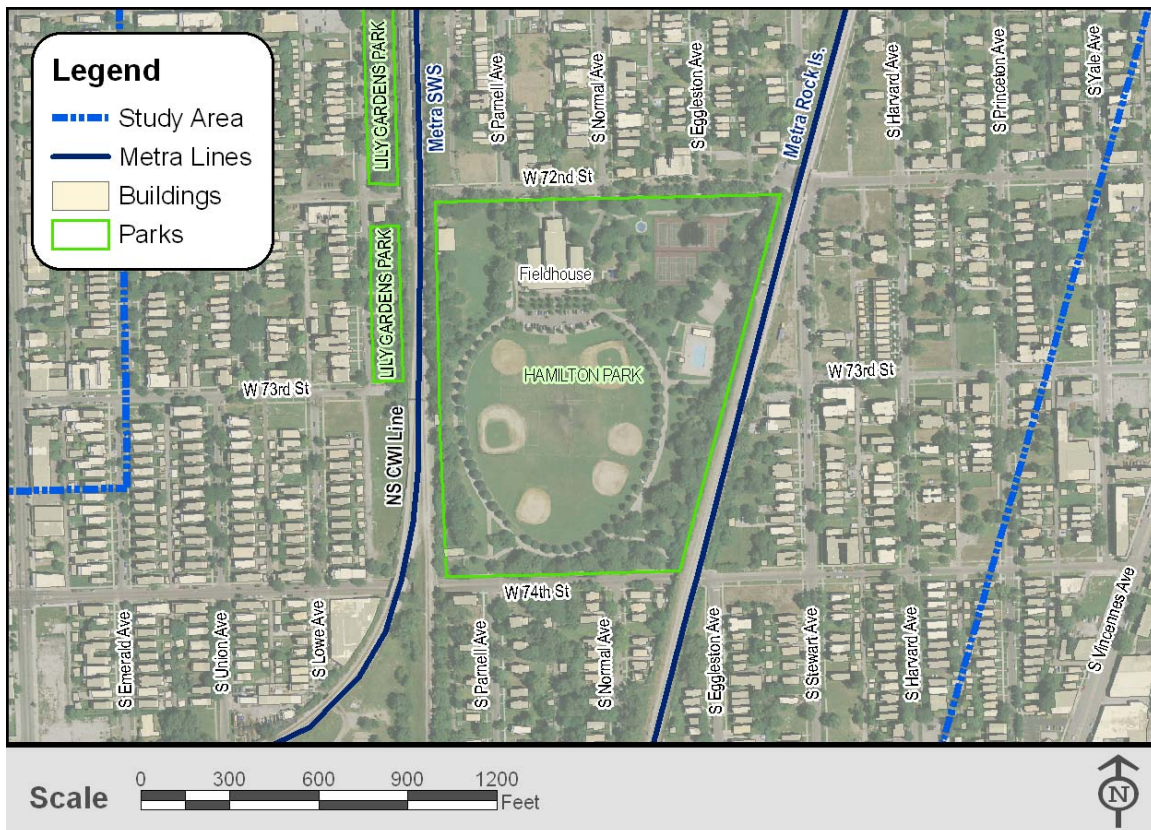 Legend
Study Area
Metra Lines
Buildings
Parks
LILY GARDENS PARK
Metra SWS
S Parnell Ave
S Normal Ave
S Eggleston Ave
Metra Rock Is.
S Harvard Ave
S Princeton Ave
S Yale Ave
W 72nd St
LILY GARDENS PARK
Fieldhouse
HAMILTON PARK
W 73rd St
W 73rd St
NS CWI Line
W 74th St
S Emerald Ave
S Union Ave
S Lowe Ave
S Parnell Ave
S Normal Ave
S Eggleston Ave
S Stewart Ave
S Harvard Ave
S Vincennes Ave
Scale
0 300 600 900 1200
Feet
N